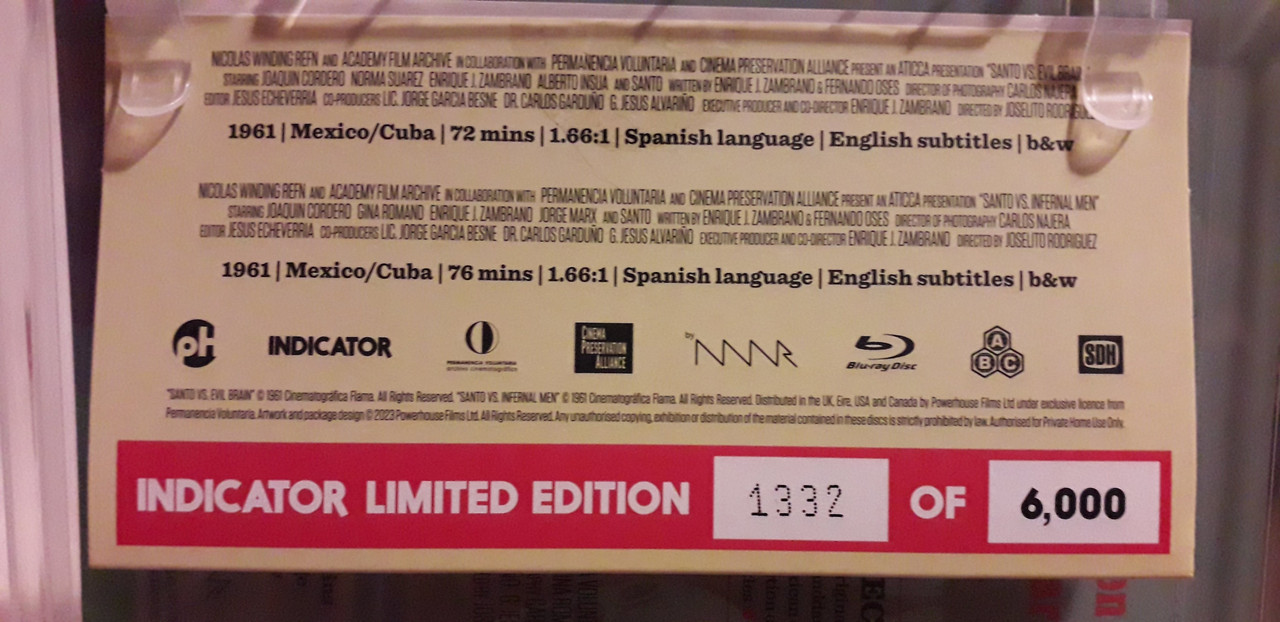 NICOLAS WINDING REFN AND ACADEMY FILM ARCHIVE IN COLLABORATION WITH PERMANENCIA VOLUNTARIA AND CINEMA PRESERVATION ALLIANCE PRESENT AN ATICCA PRESENTATION "SANTO VS. EVIL BRAIN"
STARRING JOAQUIN CORDERO NORMA SUAREZ ENRIQUE J. ZAMBRANO ALBERTO INSUA AND SANTO WRITTEN BY ENRIQUE J. ZAMBRANO & FERNANDO OSES DIRECTOR OF PHOTOGRAPHY CARLOS NAJERA
EDITOR JESUS ECHEVERRIA CO-PRODUCERS LIC. JORGE GARCIA BESNE DR. CARLOS GARDUÑO G. JESUS ALVARIÑO EXECUTIVE PRODUCER AND CO-DIRECTOR ENRIQUE J. ZAMBRANO DIRECTED BY JOSELITO RODRIGUEZ
1961 | Mexico/Cuba | 72 mins | 1.66:1 | Spanish language | English subtitles | b&w
NICOLAS WINDING REFN AND ACADEMY FILM ARCHIVE IN COLLABORATION WITH PERMANENCIA VOLUNTARIA AND CINEMA PRESERVATION ALLIANCE PRESENT AN ATICCA PRESENTATION "SANTO VS. INFERNAL MEN"
STARRING JOAQUIN CORDERO GINA ROMANO ENRIQUE J. ZAMBRANO JORGE MARX AND SANTO WRITTEN BY ENRIQUE J. ZAMBRANO & FERNANDO OSES DIRECTOR OF PHOTOGRAPHY CARLOS NAJERA
EDITOR JESUS ECHEVERRIA CO-PRODUCERS LIC. JORGE GARCIA BESNE DR. CARLOS GARDUÑO G. JESUS ALVARIÑO EXECUTIVE PRODUCER AND CO-DIRECTOR ENRIQUE J. ZAMBRANO DIRECTED BY JOSELITO RODRIGUEZ
1961 | Mexico/Cuba | 76 mins | 1.66:1 | Spanish language | English subtitles | b&w
pH INDICATOR PERMANENCIA VOLUNTARIA archivo cinematográfico CINEMA PRESERVATION ALLIANCE by NWR Blu-ray Disc ABC SDH
"SANTO VS. EVIL BRAIN" © 1961 Cinematográfica Flama. All Rights Reserved. "SANTO VS. INFERNAL MEN" © 1961 Cinematográfica Flama. All Rights Reserved. Distributed in the UK, Eire, USA and Canada by Powerhouse Films Ltd under exclusive licence from
Permanencia Voluntaria. Artwork and package design © 2023 Powerhouse Films Ltd. All Rights Reserved. Any unauthorised copying, exhibition or distribution of the material contained in these discs is strictly prohibited by law. Authorised for Private Home Use Only.
INDICATOR LIMITED EDITION 1332 OF 6,000